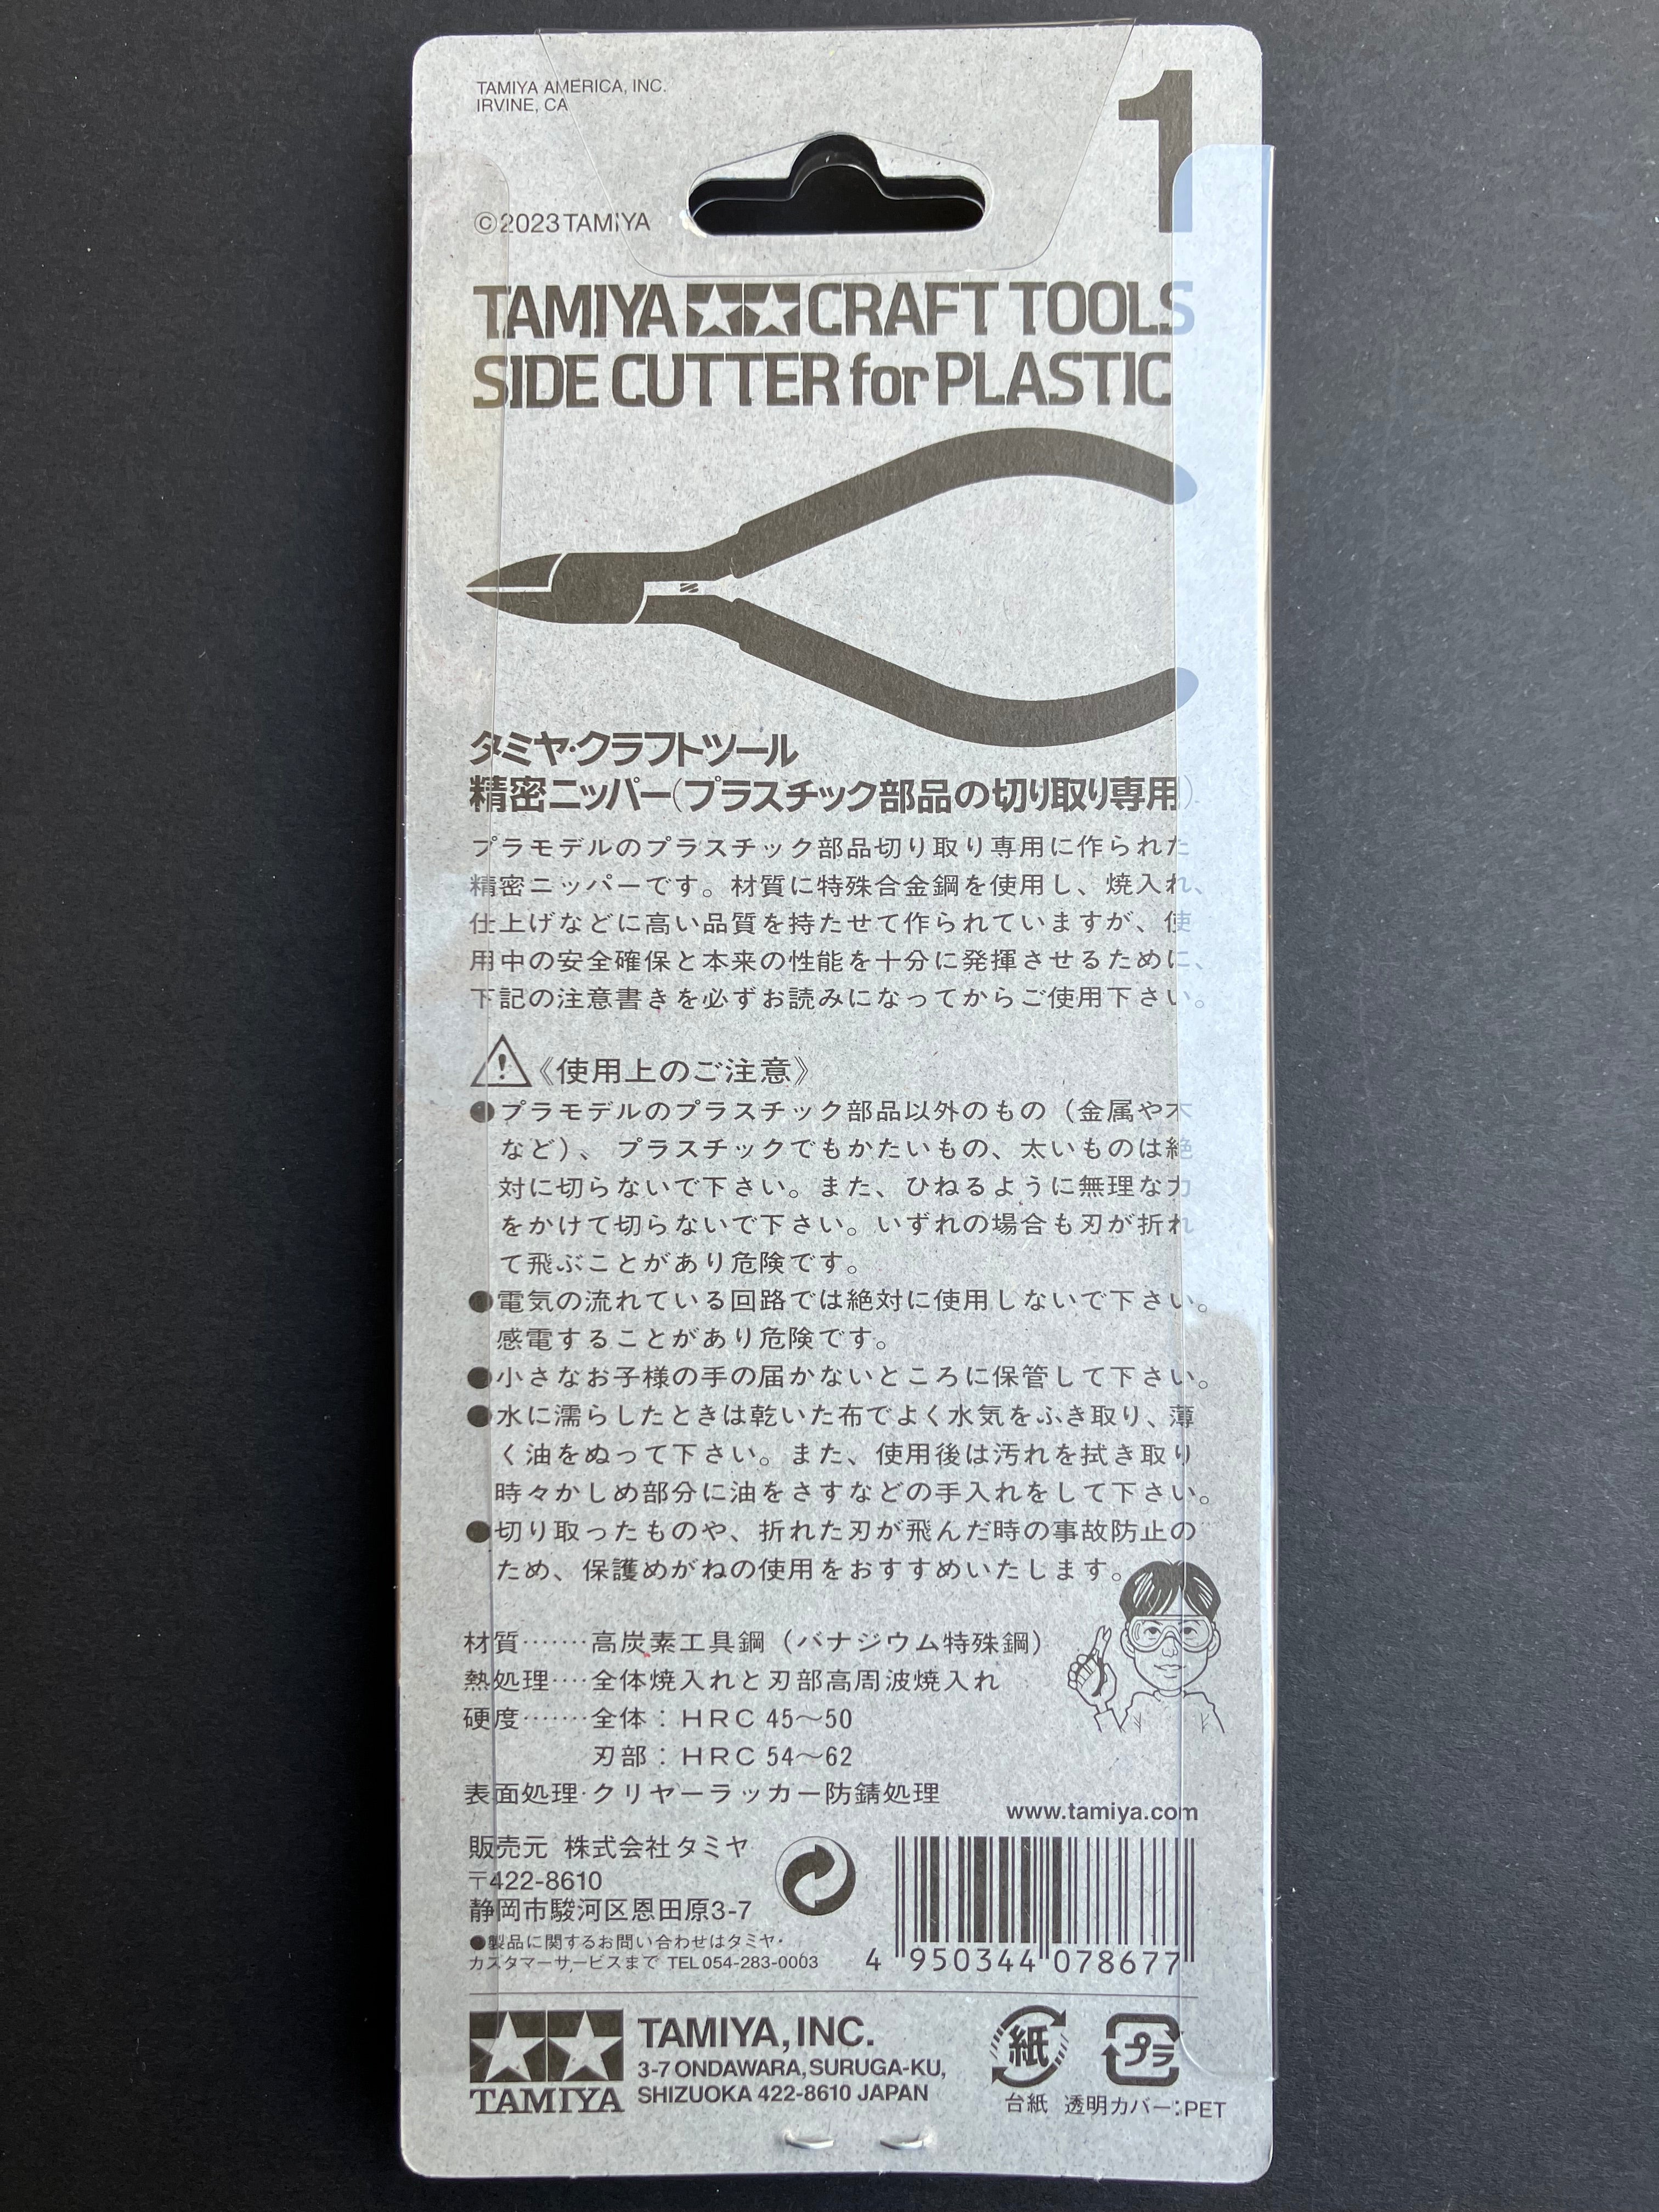 TAMIYA AMERICA, INC.
IRVINE, CA
1
©2023 TAMIYA
TAMIYA CRAFT TOOLS
SIDE CUTTER for PLASTIC
タミヤ・クラフトツール
精密ニッパー(プラスチック部品の切り取り専用)
プラモデルのプラスチック部品切り取り専用に作られた
精密ニッパーです。材質に特殊合金鋼を使用し、焼入れ、
仕上げなどに高い品質を持たせて作られていますが、使
用中の安全確保と本来の性能を十分に発揮させるために、
下記の注意書きを必ずお読みになってからご使用下さい。
《使用上のご注意》
●プラモデルのプラスチック部品以外のもの（金属や木
など）、プラスチックでもかたいもの、太いものは絶
対に切らないで下さい。また、ひねるように無理な力
をかけて切らないで下さい。いずれの場合も刃が折れ
て飛ぶことがあり危険です。
●電気の流れている回路では絶対に使用しないで下さい。
感電することがあり危険です。
●小さなお子様の手の届かないところに保管して下さい。
●水に濡らしたときは乾いた布でよく水気をふき取り、薄
く油をぬって下さい。また、使用後は汚れを拭き取り
時々かしめ部分に油をさすなどの手入れをして下さい。
●切り取ったものや、折れた刃が飛んだ時の事故防止の
ため、保護めがねの使用をおすすめいたします。
材質‥‥‥‥高炭素工具鋼（バナジウム特殊鋼）
熱処理‥‥全体焼入れと刃部高周波焼入れ
硬度‥‥‥‥全体：HRC 45〜50
刃部：HRC 54〜62
表面処理・クリヤーラッカー防錆処理
www.tamiya.com
販売元 株式会社タミヤ
〒422-8610
静岡市駿河区恩田原3-7
●製品に関するお問い合わせはタミヤ・
カスタマーサービスまで TEL 054-283-0003
4 950344 078677
TAMIYA
TAMIYA, INC.
3-7 ONDAWARA, SURUGA-KU,
SHIZUOKA 422-8610 JAPAN
紙
台紙
プラ
透明カバー：PET